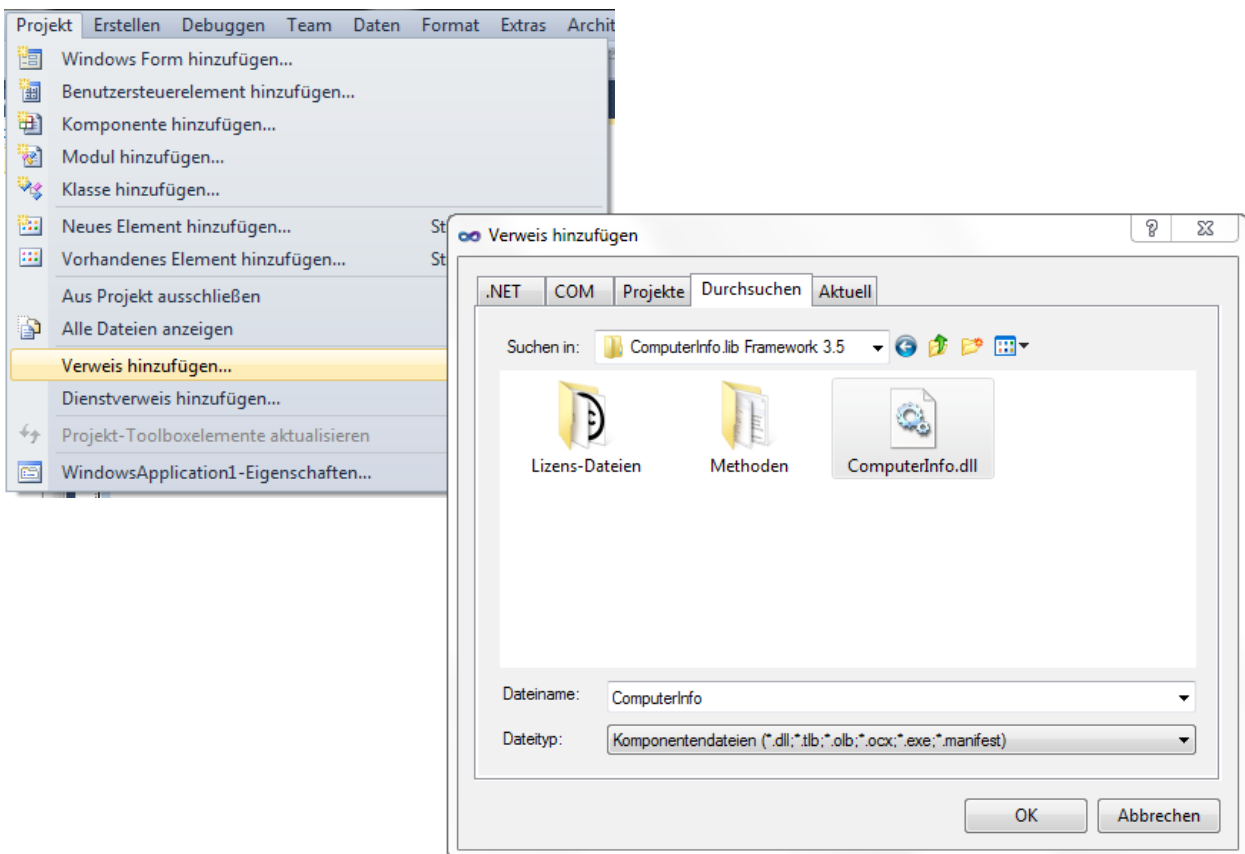 Projekt Erstellen Debuggen Team Daten Format Extras Archit
Windows Form hinzufügen...
Benutzersteuerelement hinzufügen...
Komponente hinzufügen...
Modul hinzufügen...
Klasse hinzufügen...
Neues Element hinzufügen... St
Vorhandenes Element hinzufügen... St
Aus Projekt ausschließen
Alle Dateien anzeigen
Verweis hinzufügen...
Dienstverweis hinzufügen...
Projekt-Toolboxelemente aktualisieren
WindowsApplication1-Eigenschaften...
Verweis hinzufügen
.NET COM Projekte Durchsuchen Aktuell
Suchen in: ComputerInfo.lib Framework 3.5
Lizens-Dateien Methoden ComputerInfo.dll
Dateiname: ComputerInfo
Dateityp: Komponentendateien (*.dll;*.tlb;*.olb;*.ocx;*.exe;*.manifest)
OK Abbrechen